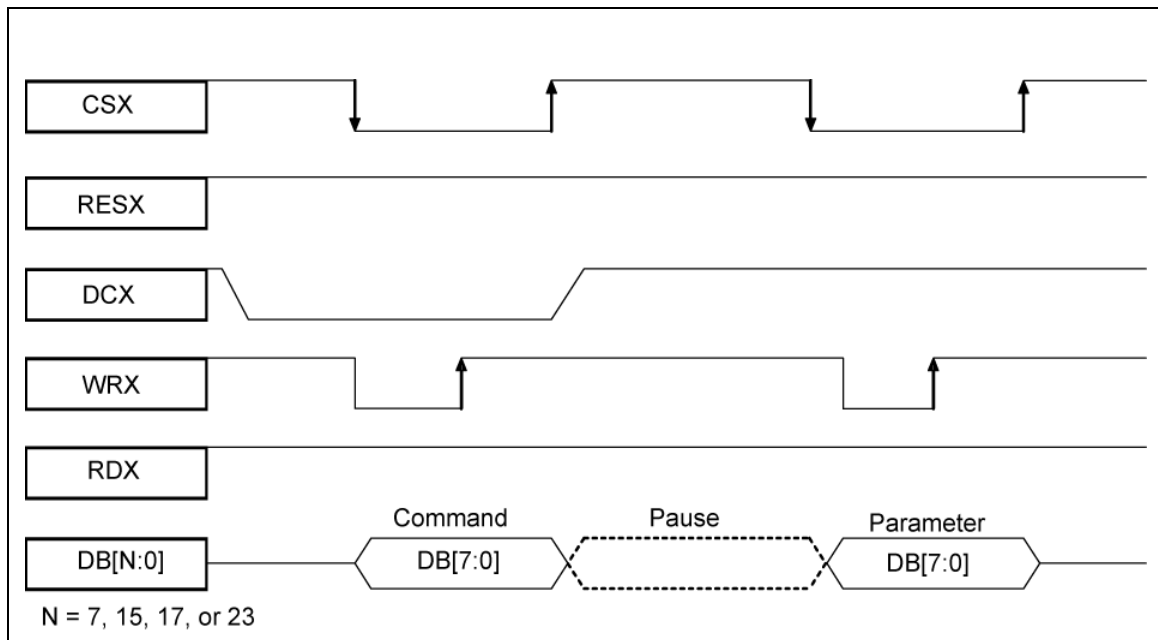 CSX
RESX
DCX
WRX
RDX
Command Pause Parameter
DB[N:0] DB[7:0] DB[7:0]
N = 7, 15, 17, or 23